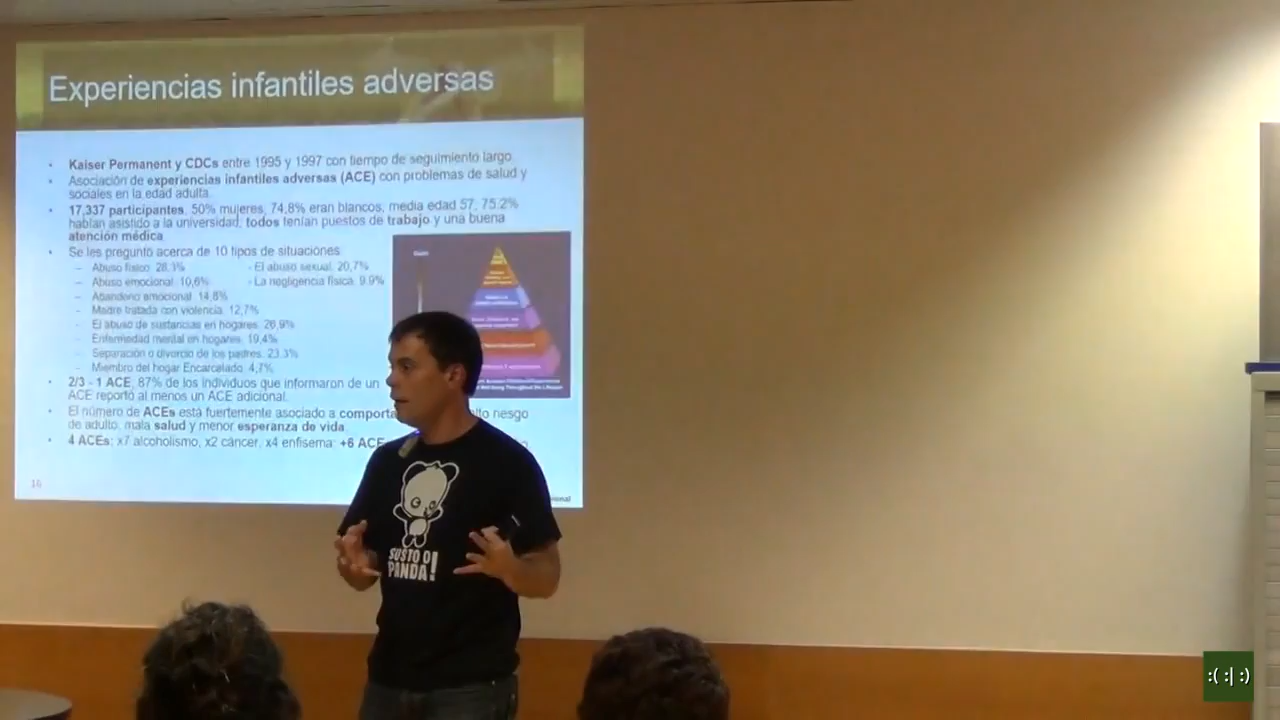 Experiencias infantiles adversas
• Kaiser Permanent y CDCs entre 1995 y 1997 con tiempo de seguimiento largo.
• Asociación de experiencias infantiles adversas (ACE) con problemas de salud y
sociales en la edad adulta.
• 17,337 participantes, 50% mujeres, 74,8% eran blancos, media edad 57, 75.2%
habían asistido a la universidad, todos tenían puestos de trabajo y una buena
atención médica
• Se les preguntó acerca de 10 tipos de situaciones
– Abuso físico. 28,3%
- El abuso sexual. 20,7%
– Abuso emocional. 10,6%
- La negligencia física. 9.9%
– Abandono emocional. 14,8%
– Madre tratada con violencia. 12,7%
– El abuso de sustancias en hogares. 26,9%
– Enfermedad mental en hogares. 19,4%
– Separación o divorcio de los padres. 23.3%
– Miembro del hogar Encarcelado. 4,7%
• 2/3 - 1 ACE, 87% de los individuos que informaron de un
ACE reportó al menos un ACE adicional.
• El número de ACEs está fuertemente asociado a comporta alto riesgo
de adulto, mala salud y menor esperanza de vida.
• 4 ACEs: x7 alcoholismo, x2 cáncer, x4 enfisema; +6 ACE
16
SUSTO O
PANDA!
:( :| :)